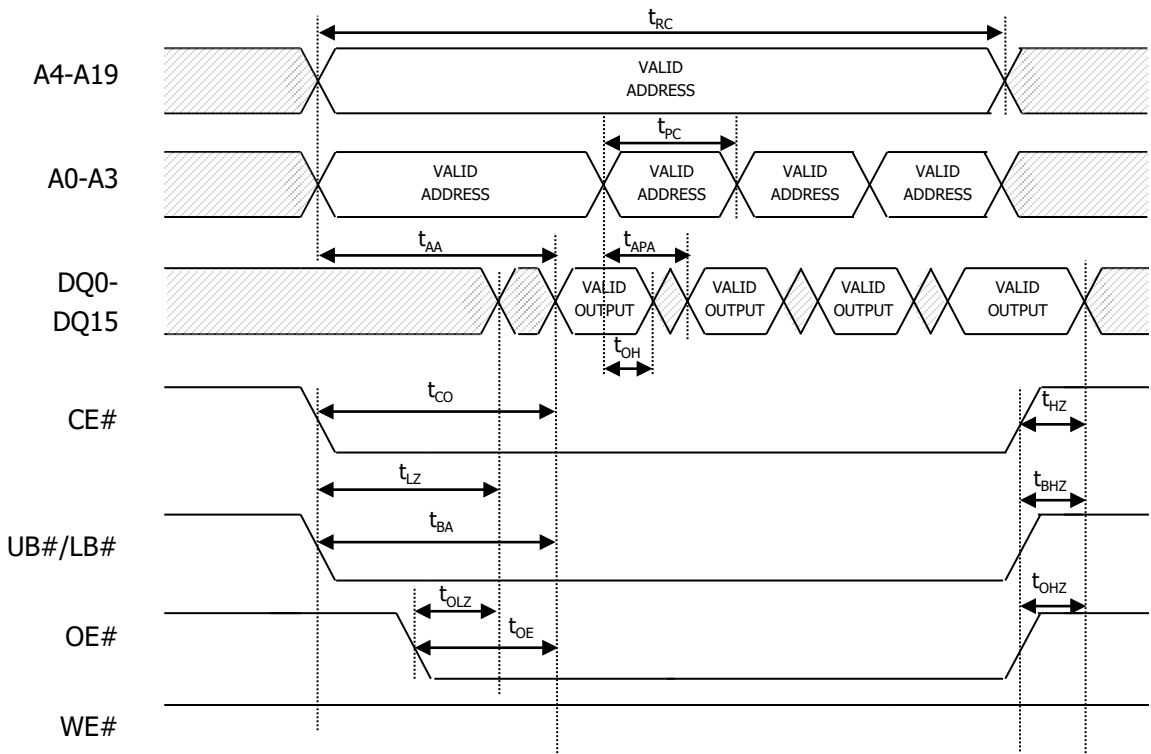 tRC
A4-A19
VALID
ADDRESS
tPC
A0-A3
VALID
ADDRESS
VALID
ADDRESS
VALID
ADDRESS
VALID
ADDRESS
tAA
tAPA
DQ0-
DQ15
VALID
OUTPUT
VALID
OUTPUT
VALID
OUTPUT
VALID
OUTPUT
tOH
CE#
tCO
tHZ
tLZ
tBHZ
UB#/LB#
tBA
tOLZ
tOHZ
OE#
tOE
WE#